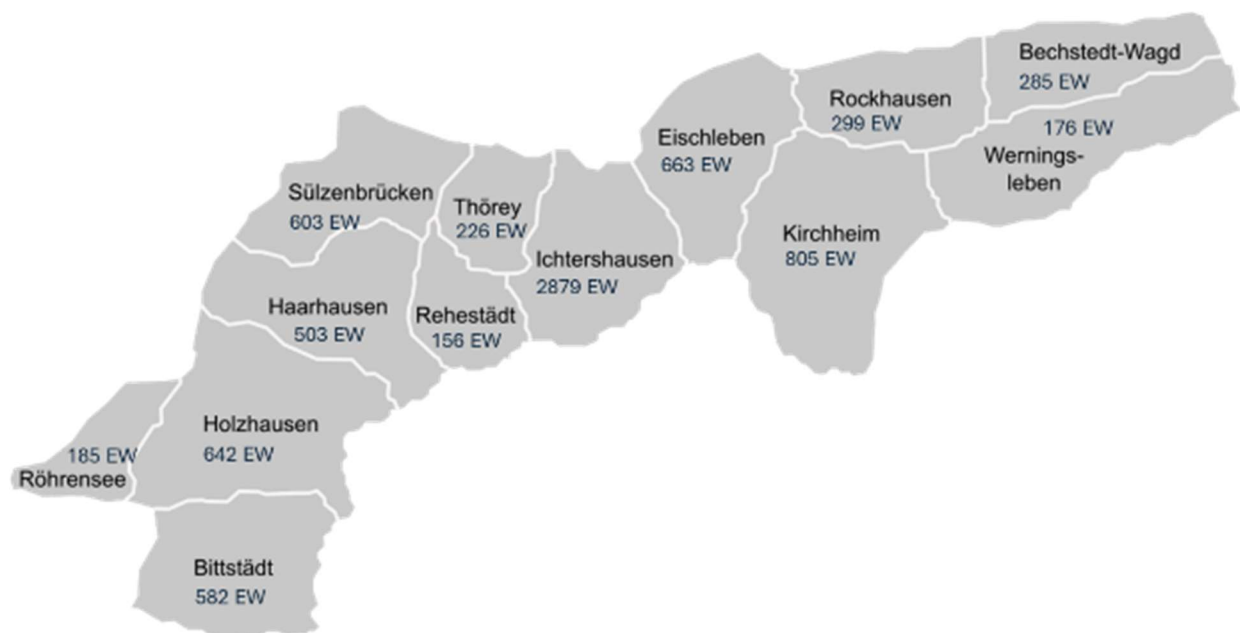 Bechstedt-Wagd
285 EW
Rockhausen
299 EW
176 EW
Wernings-
leben
Eischleben
663 EW
Sülzenbrücken
603 EW
Thörey
226 EW
Kirchheim
805 EW
Ichtershausen
2879 EW
Haarhausen
503 EW
Rehestädt
156 EW
Holzhausen
642 EW
185 EW
Röhrensee
Bittstädt
582 EW